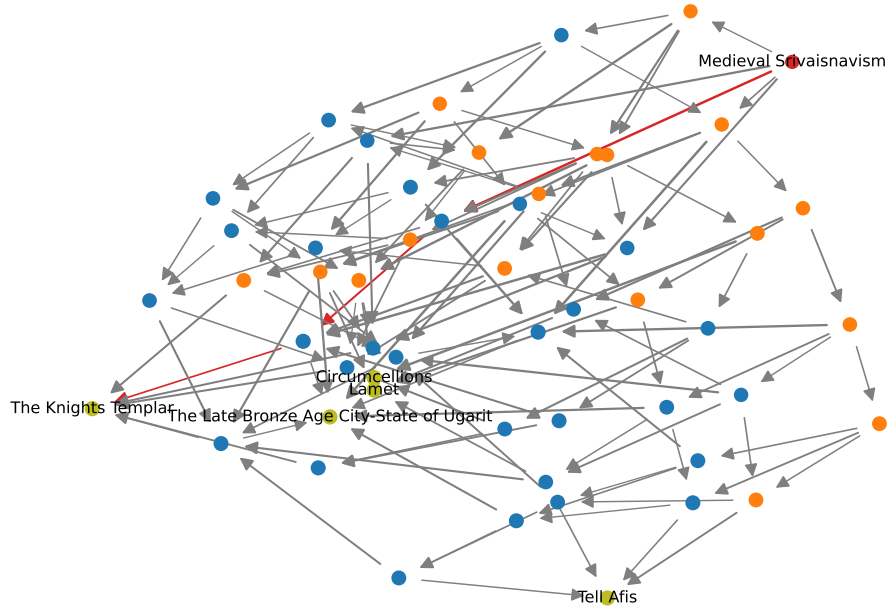 Medieval Srivaisnavism
Circumcellions
Lamet
The Knights Templar
The Late Bronze Age City-State of Ugarit
Tell Afis